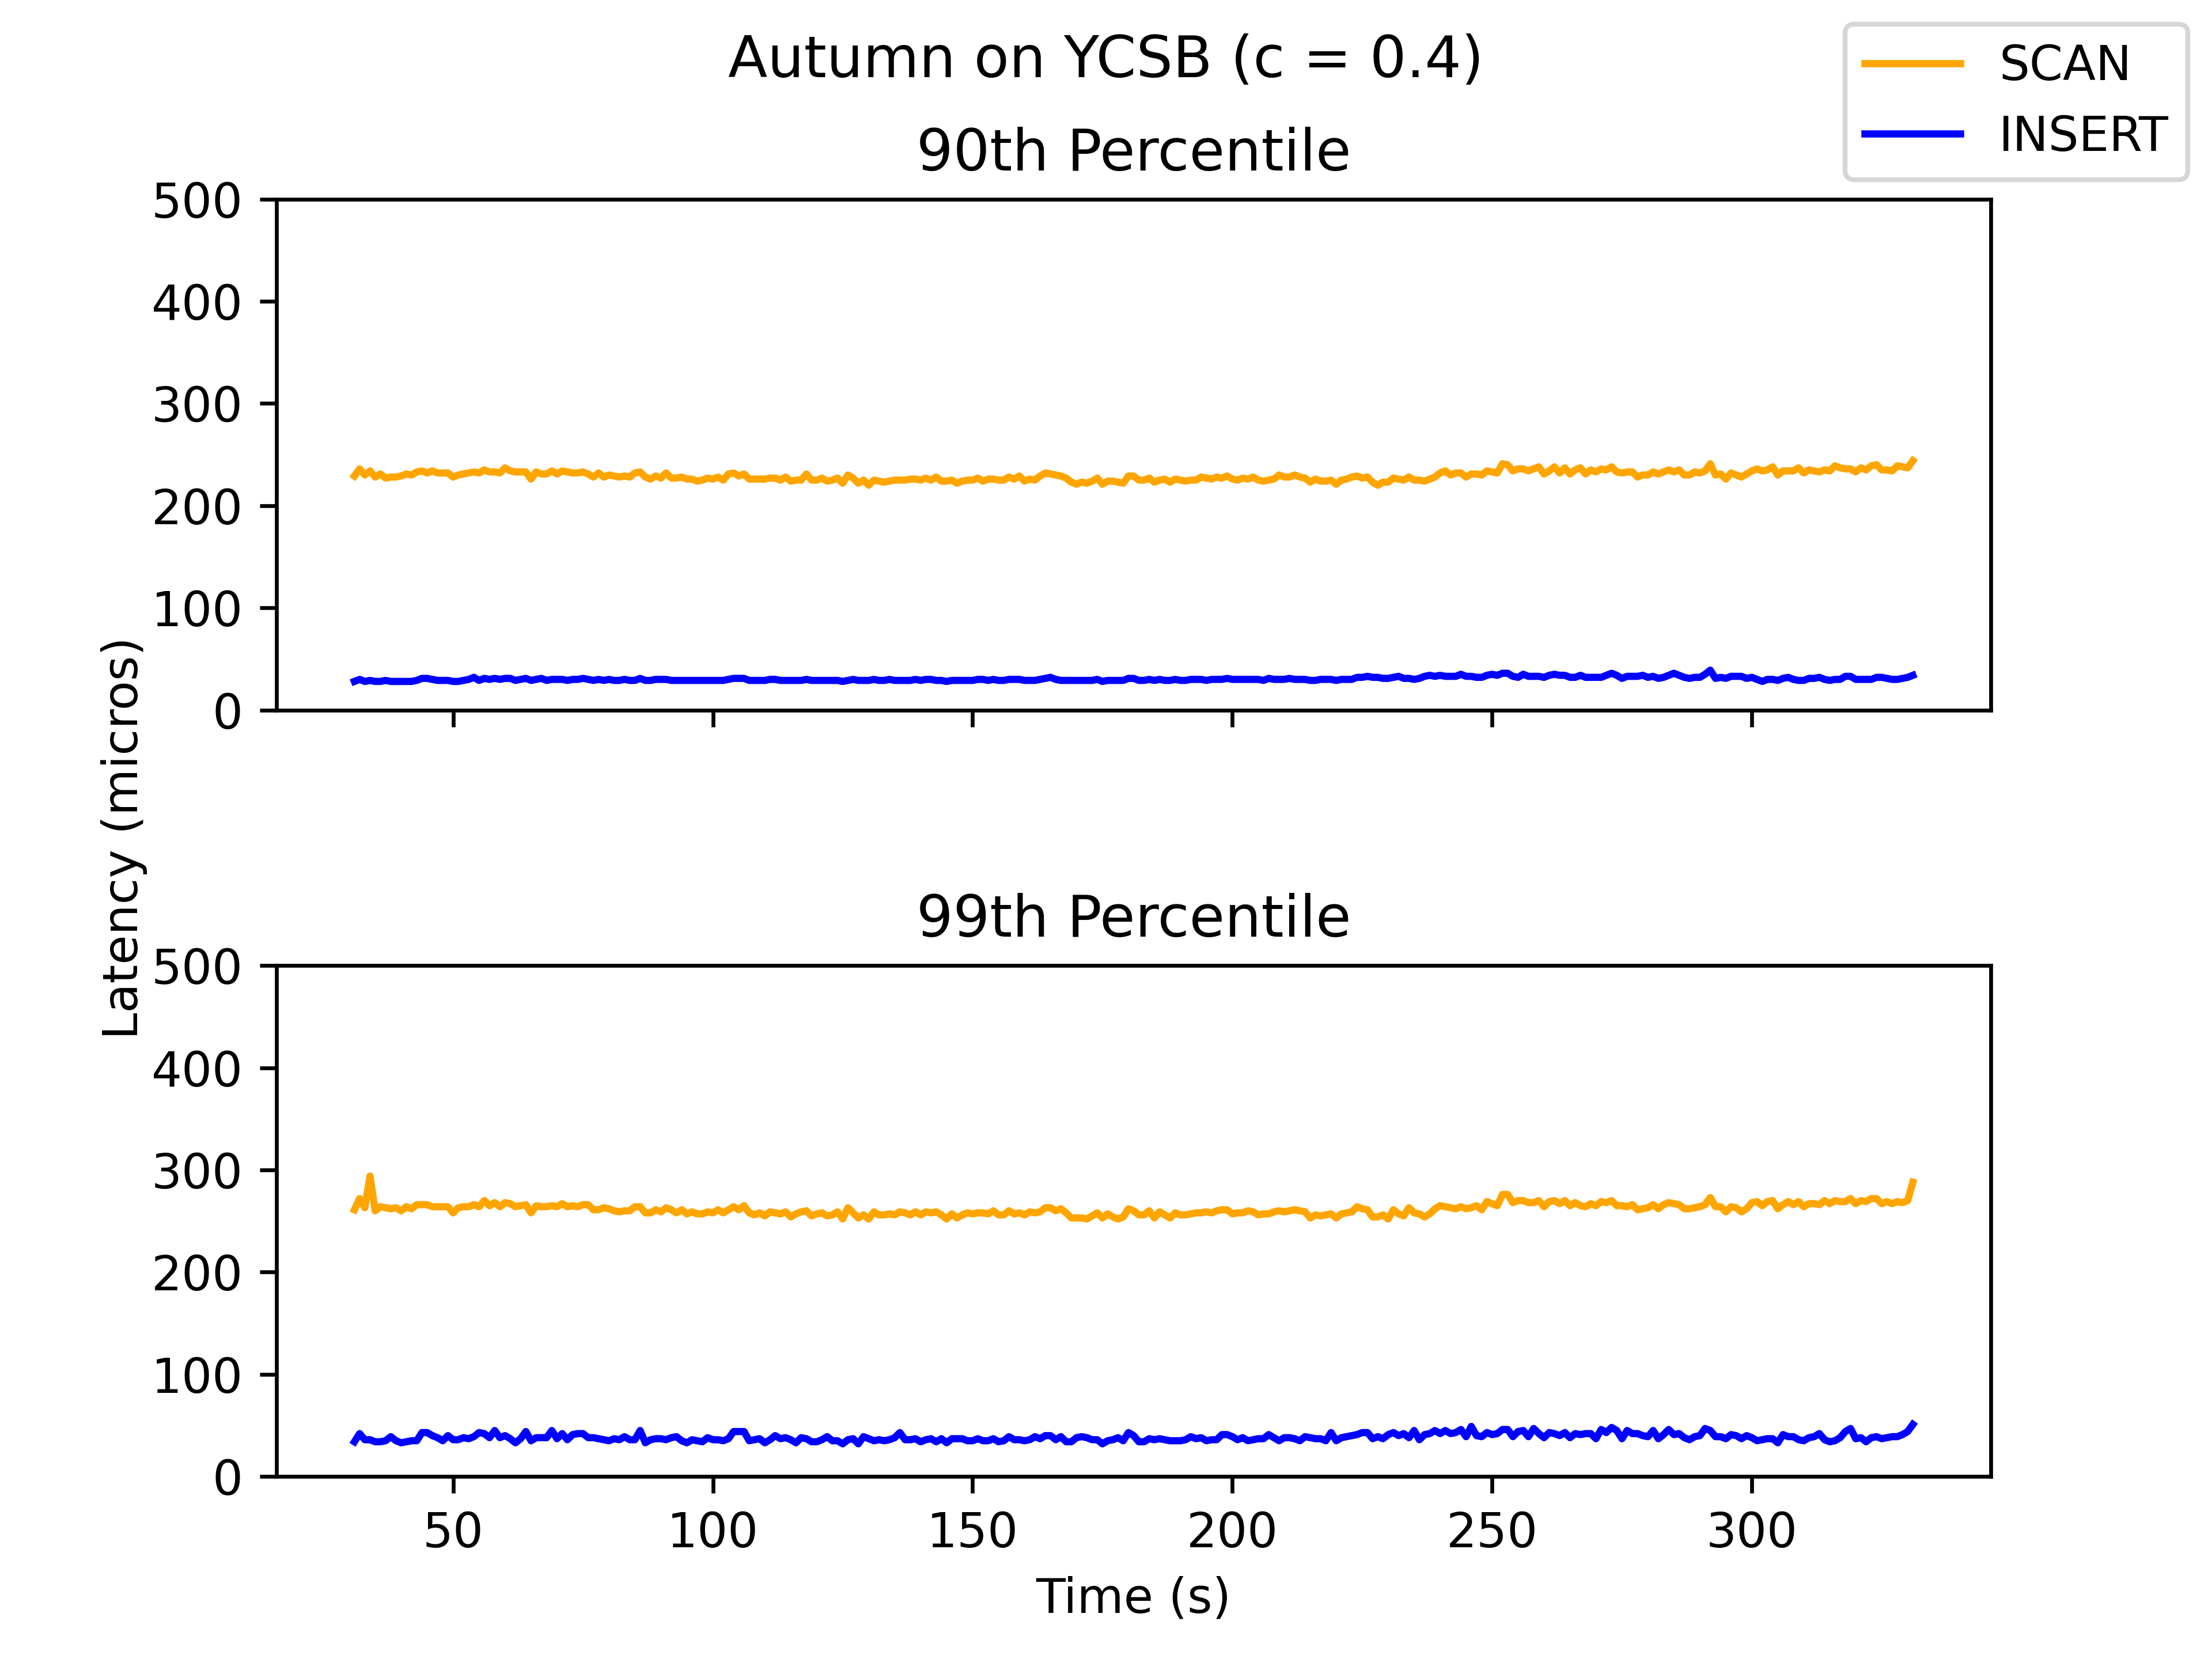 Autumn on YCSB (c = 0.4)
SCAN
INSERT
90th Percentile
500
400
300
200
100
0
Latency (micros)
99th Percentile
500
400
300
200
100
0
50 100 150 200 250 300
Time (s)